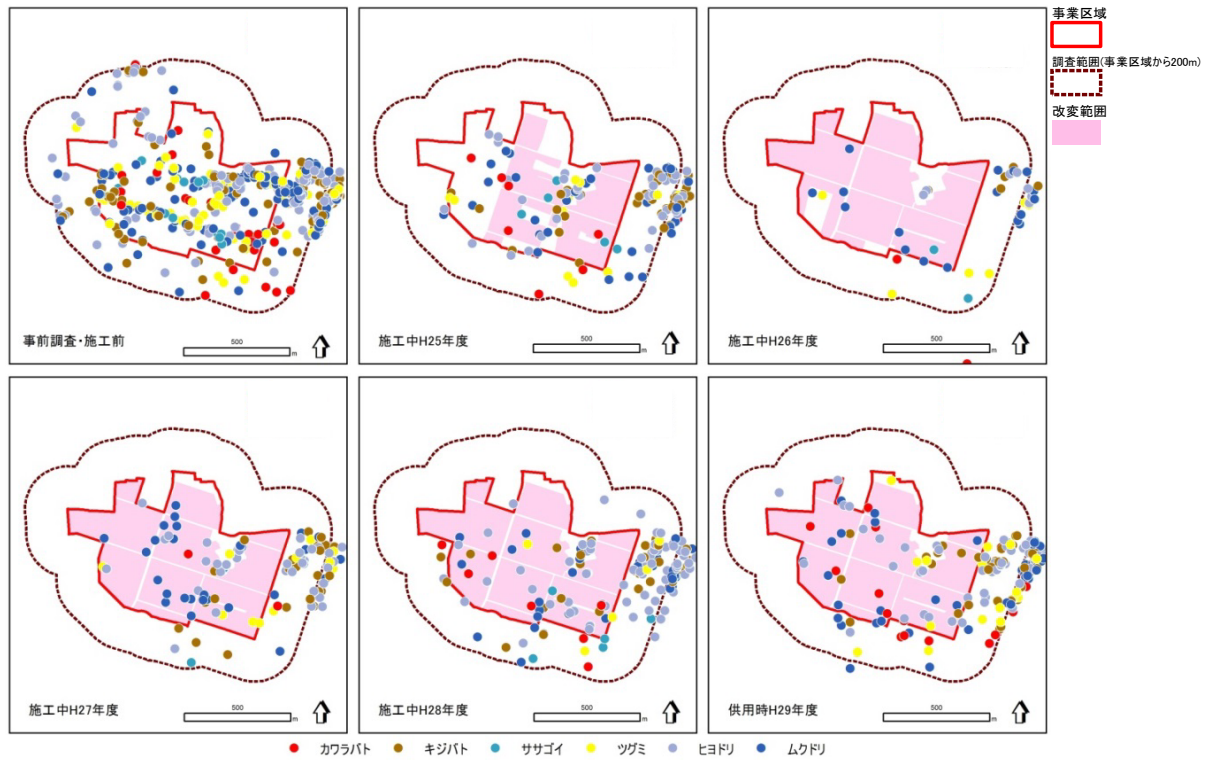 事業区域
調査範囲(事業区域から200m)
改変範囲
事前調査・施工前
500
m
施工中H25年度
500
m
施工中H26年度
500
m
施工中H27年度
500
m
施工中H28年度
500
m
供用時H29年度
500
m
カワラバト キジバト ササゴイ ツグミ ヒヨドリ ムクドリ